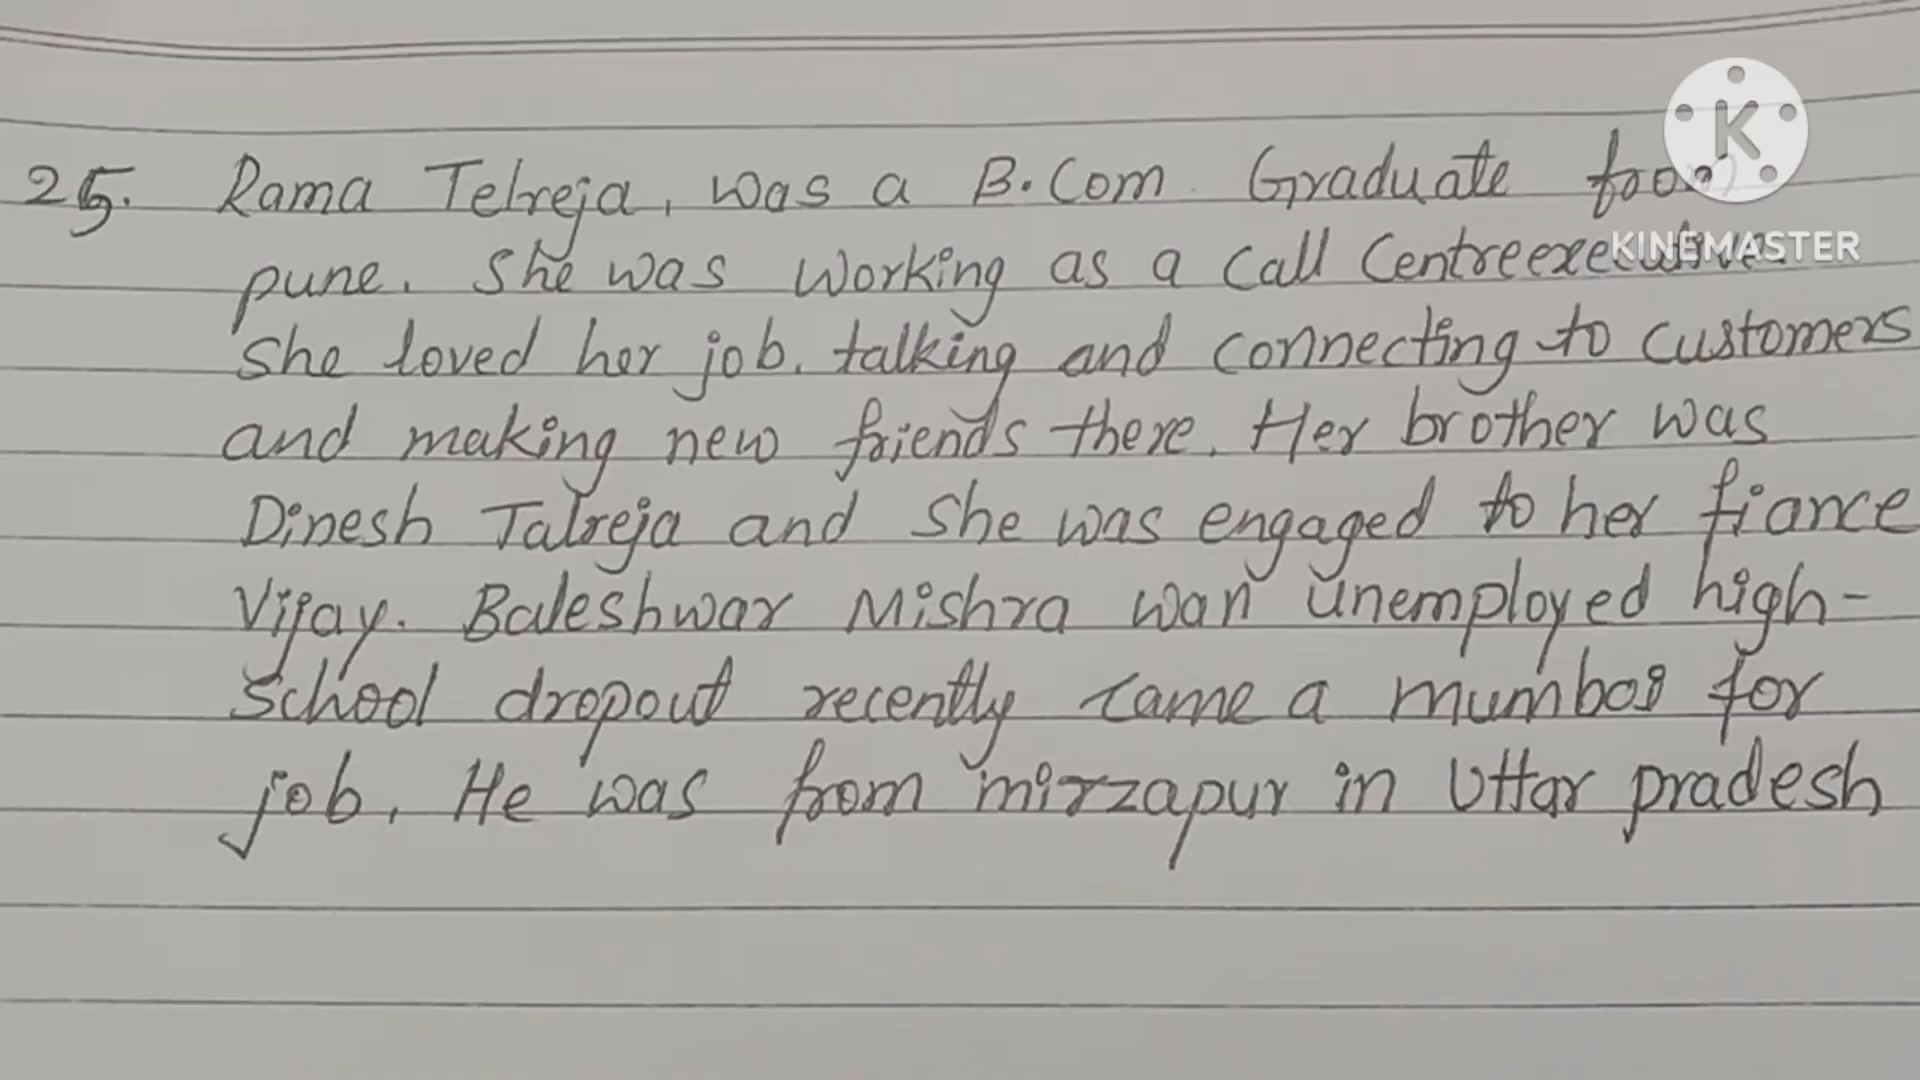 K
KINEMASTER
25. Rama Telreja, was a B.Com Graduate from
pune. She was working as a call Centreexecutive.
She loved her job. talking and connecting to customers
and making new friends there. Her brother was
Dinesh Talreja and She was engaged to her fiance
Vijay. Baleshwar Mishra wan unemployed high-
School dropout recently came a mumbai for
job. He was from mirzapur in Uttar pradesh